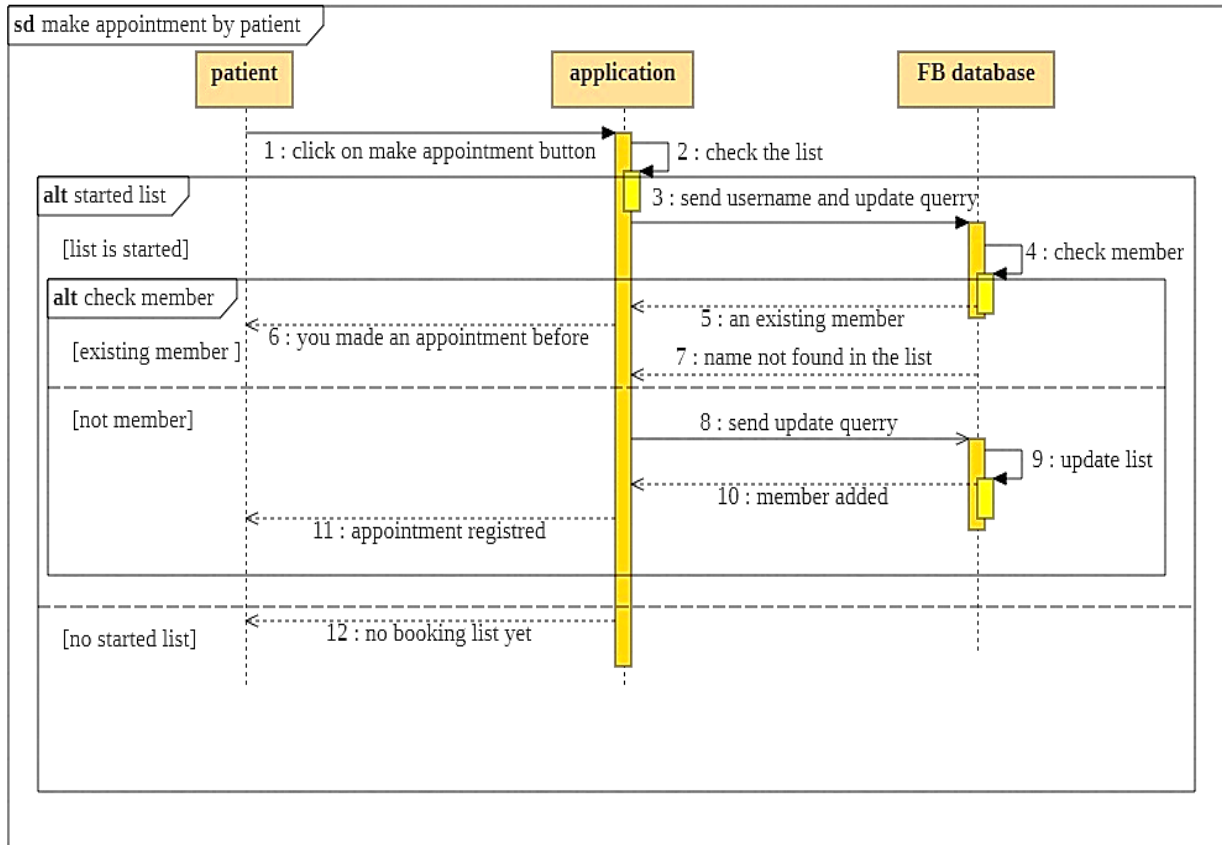 sd make appointment by patient
patient
application
FB database
1 : click on make appointment button
2 : check the list
alt started list
3 : send username and update querry
[list is started]
4 : check member
alt check member
5 : an existing member
6 : you made an appointment before
[existing member ]
7 : name not found in the list
[not member]
8 : send update querry
9 : update list
10 : member added
11 : appointment registred
12 : no booking list yet
[no started list]